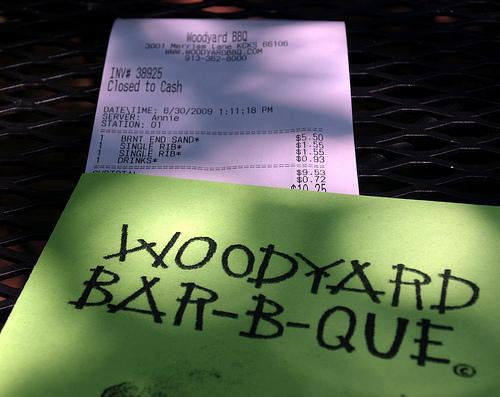 Woodyard BBQ
3001 Merriam Lane KCKS 66106
WWW.WOODYARDBBQ.COM
913-362-8000
INV# 38925
Closed to Cash
DATE\TIME: 6/30/2009 1:11:18 PM
SERVER: Annie
STATION: 01
1 BRNT END SAND* $5.50
1 SINGLE RIB* $1.55
1 SINGLE RIB* $1.55
1 DRINKS* $0.93
SUBTOTAL $9.53
$0.72
$10.25
WOODYARD
BAR-B-QUE ©